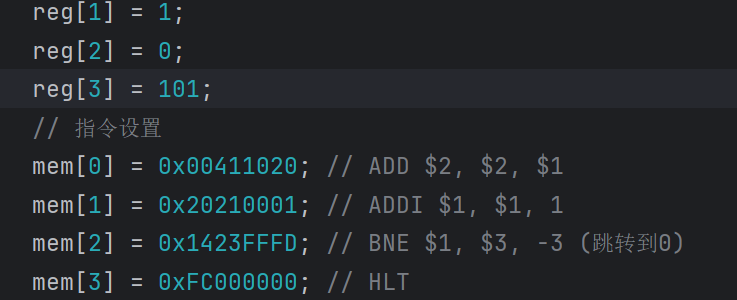 reg[1] = 1;
reg[2] = 0;
reg[3] = 101;
// 指令设置
mem[0] = 0x00411020; // ADD $2, $2, $1
mem[1] = 0x20210001; // ADDI $1, $1, 1
mem[2] = 0x1423FFFD; // BNE $1, $3, -3 (跳转到0)
mem[3] = 0xFC000000; // HLT